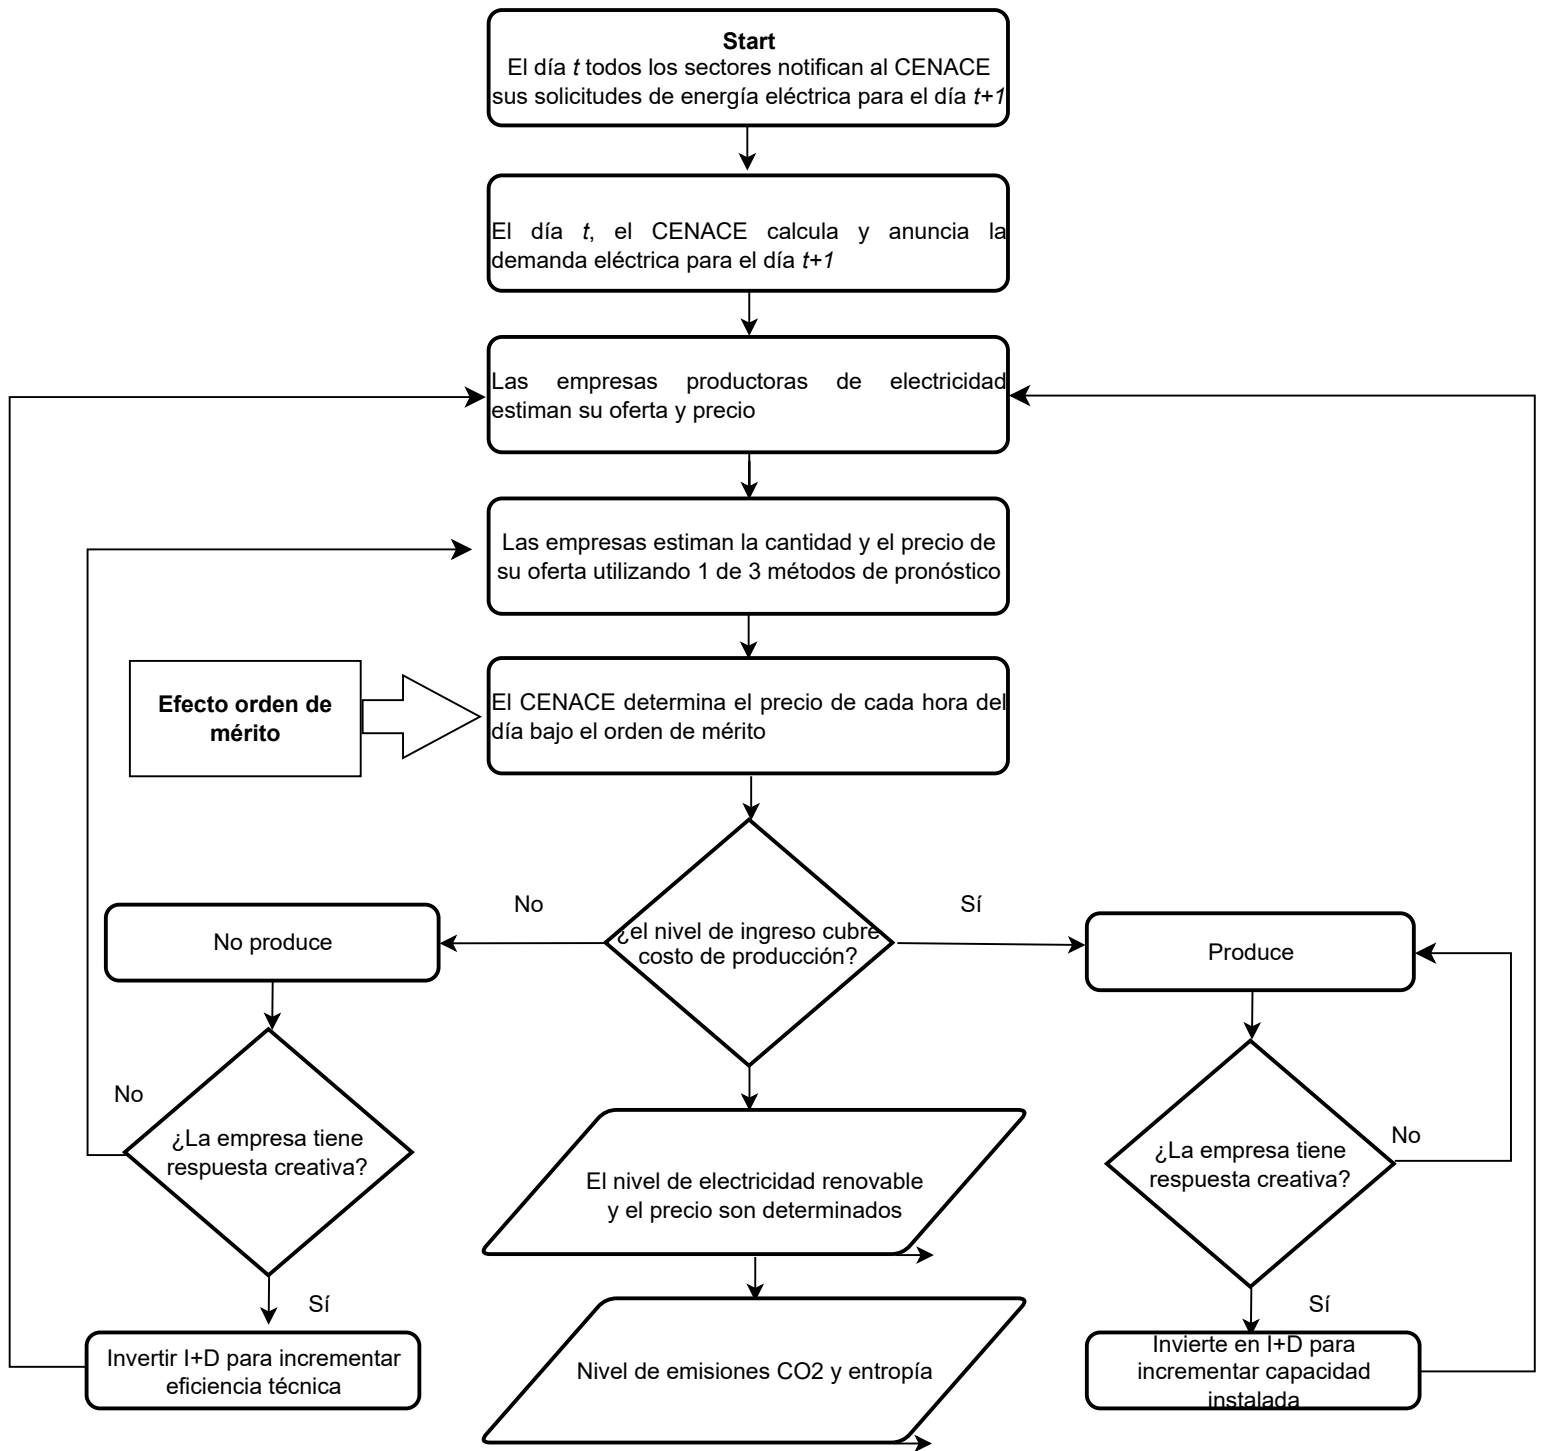 Start
El día t todos los sectores notifican al CENACE
sus solicitudes de energía eléctrica para el día t+1
El día t, el CENACE calcula y anuncia la
demanda eléctrica para el día t+1
Las empresas productoras de electricidad
estiman su oferta y precio
Las empresas estiman la cantidad y el precio de
su oferta utilizando 1 de 3 métodos de pronóstico
Efecto orden de
mérito
El CENACE determina el precio de cada hora del
día bajo el orden de mérito
No
Sí
¿el nivel de ingreso cubre
costo de producción?
No produce
Produce
No
¿La empresa tiene
respuesta creativa?
Sí
Invertir I+D para incrementar
eficiencia técnica
El nivel de electricidad renovable
y el precio son determinados
Nivel de emisiones CO2 y entropía
No
¿La empresa tiene
respuesta creativa?
Sí
Invierte en I+D para
incrementar capacidad
instalada